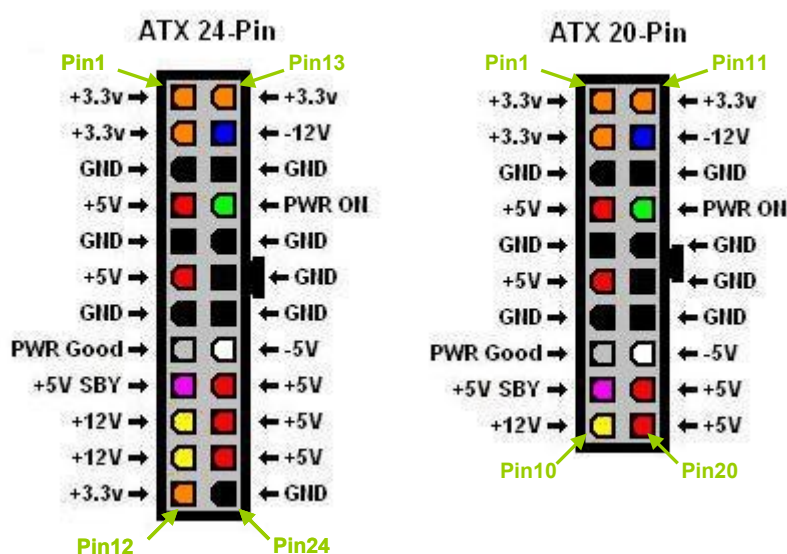 ATX 24-Pin
Pin1 Pin13
+3.3v +3.3v
+3.3v -12V
GND GND
+5V PWR ON
GND GND
+5V GND
GND GND
PWR Good -5V
+5V SBY +5V
+12V +5V
+12V +5V
+3.3v GND
Pin12 Pin24
ATX 20-Pin
Pin1 Pin11
+3.3v +3.3v
+3.3v -12V
GND GND
+5V PWR ON
GND GND
+5V GND
GND GND
PWR Good -5V
+5V SBY +5V
+12V +5V
Pin10 Pin20